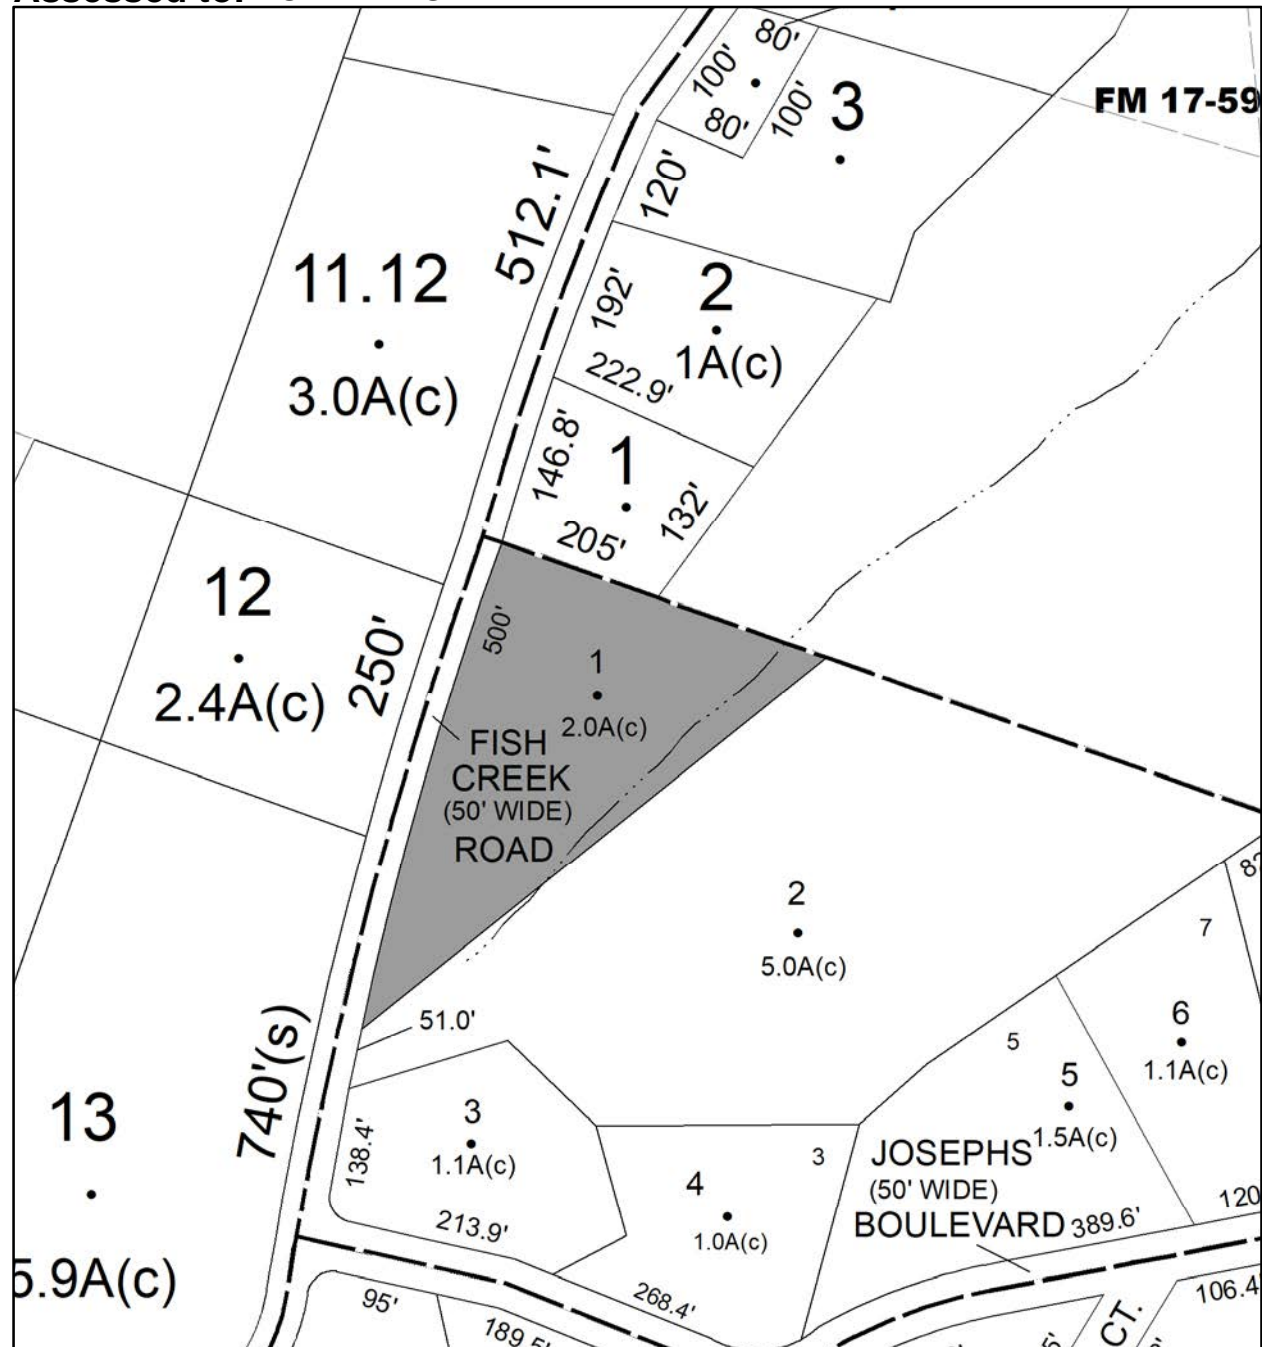 Assessed to:
80'
100'
80'
100'
3
FM 17-59
120'
512.1'
11.12
3.0A(c)
192'
2
1A(c)
222.9'
146.8'
1
132'
205'
12
2.4A(c)
250'
500'
1
2.0A(c)
FISH
CREEK
(50' WIDE)
ROAD
2
5.0A(c)
7
51.0'
5
6
1.1A(c)
5
1.5A(c)
740'(s)
13
5.9A(c)
138.4'
3
1.1A(c)
213.9'
4
1.0A(c)
3
JOSEPHS
(50' WIDE)
BOULEVARD
389.6'
120
268.4'
95'
189.5'
106.4'
CT.